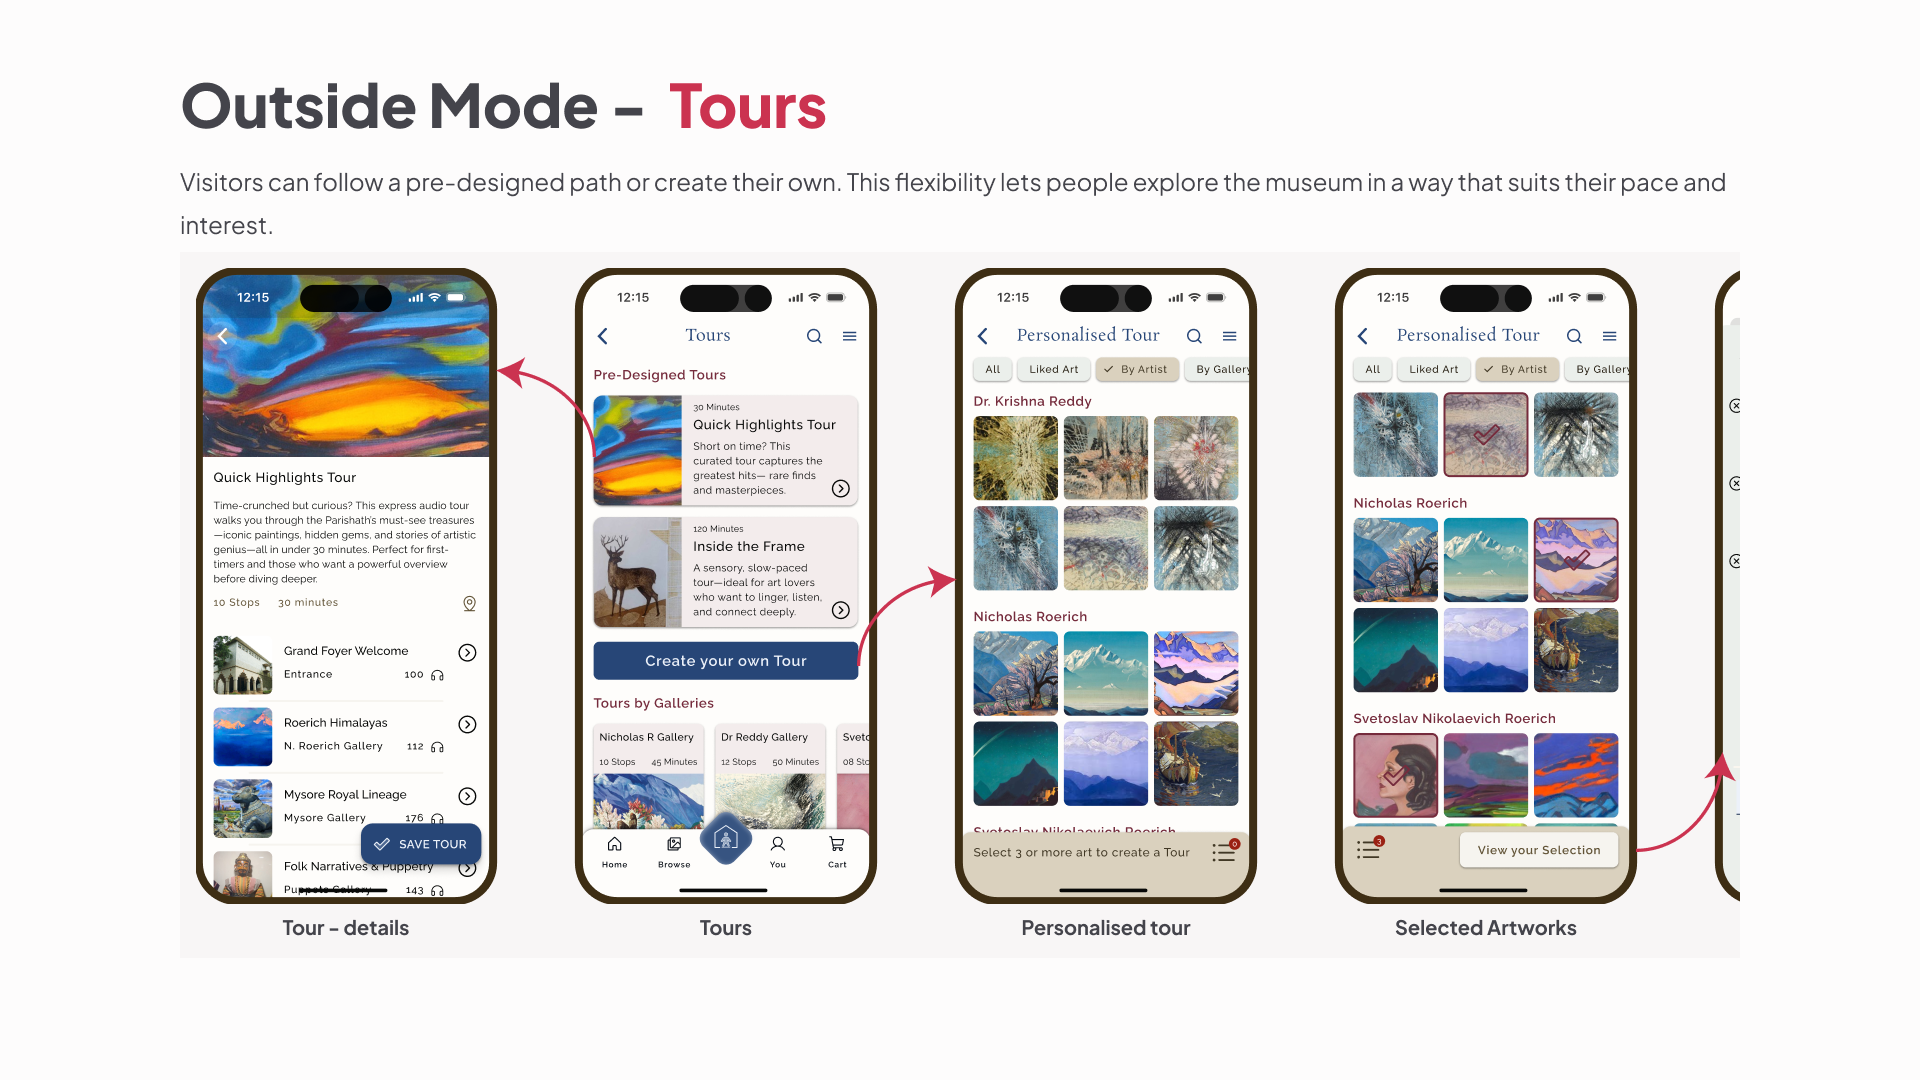 Outside Mode – Tours
Visitors can follow a pre-designed path or create their own. This flexibility lets people explore the museum in a way that suits their pace and
interest.
12:15
Quick Highlights Tour
Time-crunched but curious? This express audio tour
walks you through the Parishath's must-see treasures
—iconic paintings, hidden gems, and stories of artistic
genius—all in under 30 minutes. Perfect for first-
timers and those who want a powerful overview
before diving deeper.
10 Stops 30 minutes
Grand Foyer Welcome
Entrance 100
Roerich Himalayas
N. Roerich Gallery 112
Mysore Royal Lineage
Mysore Gallery 176
SAVE TOUR
Folk Narratives & Puppetry
Puppets Gallery 143
Tour - details
12:15
Tours
Pre-Designed Tours
30 Minutes
Quick Highlights Tour
Short on time? This
curated tour captures the
greatest hits— rare finds
and masterpieces.
120 Minutes
Inside the Frame
A sensory, slow-paced
tour—ideal for art lovers
who want to linger, listen,
and connect deeply.
Create your own Tour
Tours by Galleries
Nicholas R Gallery Dr Reddy Gallery
10 Stops 45 Minutes 12 Stops 50 Minutes 08
Home Browse You Cart
Tours
12:15
Personalised Tour
All Liked Art By Artist By Gallery
Dr. Krishna Reddy
Nicholas Roerich
Svetoslav Nikolaevich Roerich
Select 3 or more art to create a Tour 0
Personalised tour
12:15
Personalised Tour
All Liked Art By Artist By Gallery
Nicholas Roerich
Svetoslav Nikolaevich Roerich
3 View your Selection
Selected Artworks